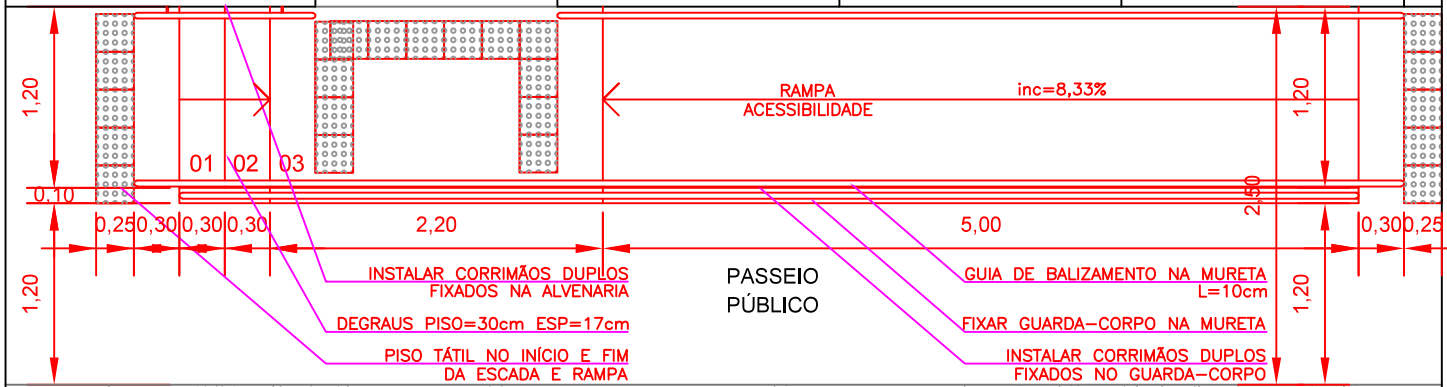 1,20
01
02
03
RAMPA
ACESSIBILIDADE
inc=8,33%
1,20
0.10
2,50
0,25
0,30
0,30
0,30
2,20
5,00
0,30
0,25
1,20
INSTALAR CORRIMÃOS DUPLOS
FIXADOS NA ALVENARIA
DEGRAUS PISO=30cm ESP=17cm
PISO TÁTIL NO INÍCIO E FIM
DA ESCADA E RAMPA
PASSEIO
PÚBLICO
GUIA DE BALIZAMENTO NA MURETA
L=10cm
FIXAR GUARDA-CORPO NA MURETA
INSTALAR CORRIMÃOS DUPLOS
FIXADOS NO GUARDA-CORPO
1,20